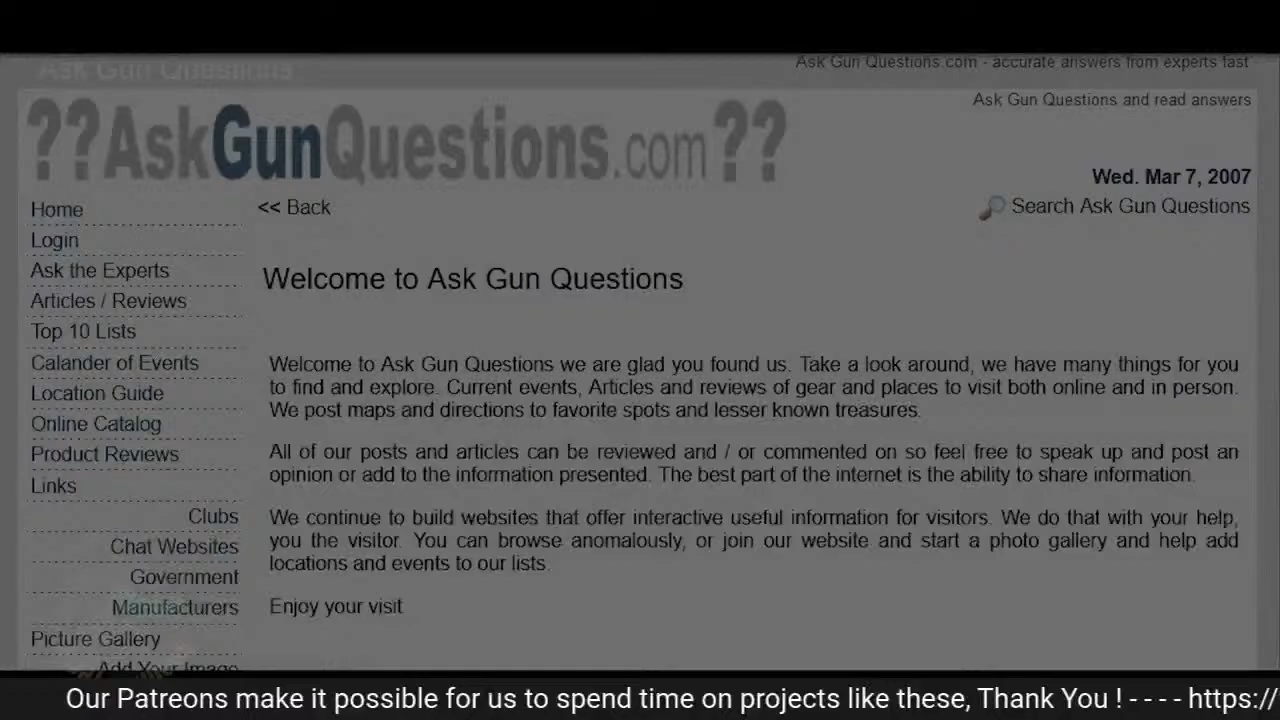 Ask Gun Questions
Ask Gun Questions.com - accurate answers from experts fast
Ask Gun Questions and read answers
??AskGunQuestions.com??
Wed. Mar 7, 2007
<< Back
Search Ask Gun Questions
Home
Login
Ask the Experts
Articles / Reviews
Top 10 Lists
Calander of Events
Location Guide
Online Catalog
Product Reviews
Links
Clubs
Chat Websites
Government
Manufacturers
Picture Gallery
Add Your Image
Welcome to Ask Gun Questions
Welcome to Ask Gun Questions we are glad you found us. Take a look around, we have many things for you
to find and explore. Current events, Articles and reviews of gear and places to visit both online and in person.
We post maps and directions to favorite spots and lesser known treasures.
All of our posts and articles can be reviewed and / or commented on so feel free to speak up and post an
opinion or add to the information presented. The best part of the internet is the ability to share information.
We continue to build websites that offer interactive useful information for visitors. We do that with your help,
you the visitor. You can browse anomalously, or join our website and start a photo gallery and help add
locations and events to our lists.
Enjoy your visit
Our Patreons make it possible for us to spend time on projects like these, Thank You ! - - - - https://